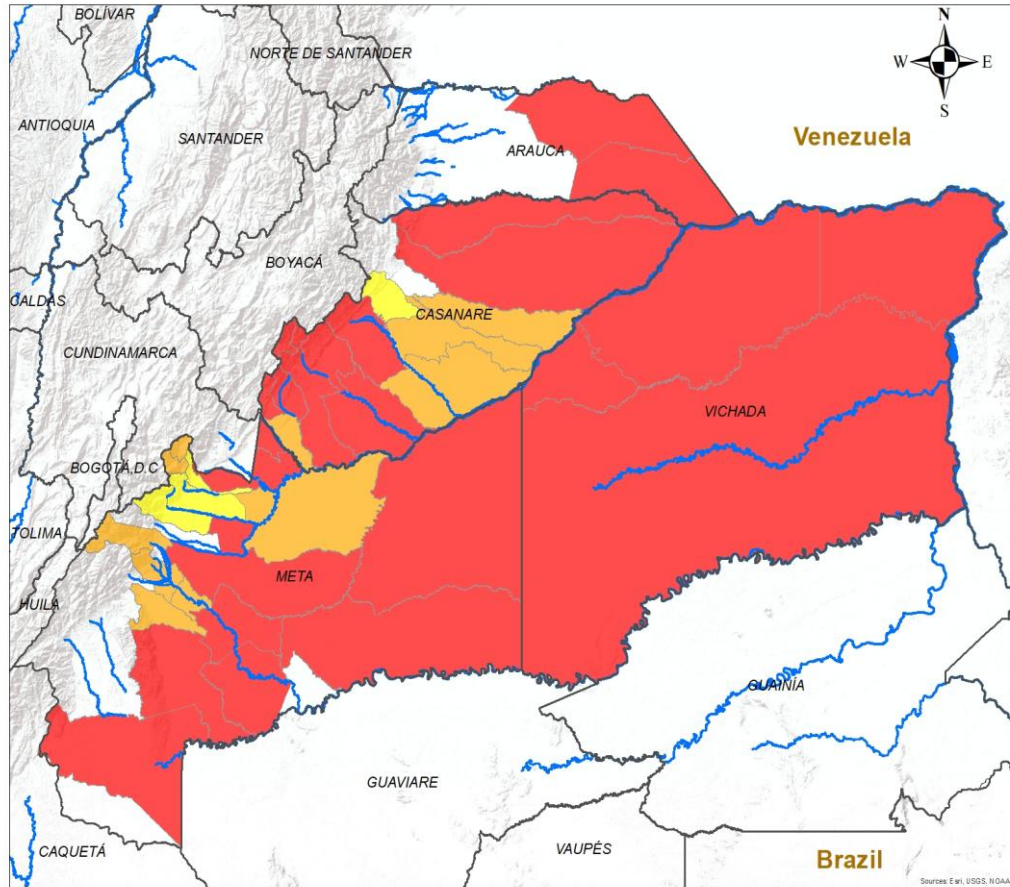 BOLÍVAR
N
NORTE DE SANTANDER
W
E
S
ANTIOQUIA
SANTANDER
ARAUCA
Venezuela
BOYACÁ
CALDAS
CASANARE
CUNDINAMARCA
VICHADA
BOGOTÁ, D.C
TOLIMA
META
HUILA
GUAINÍA
GUAVIARE
CAQUETÁ
VAUPÉS
Brazil
Sources: Esri, USGS, NOAA